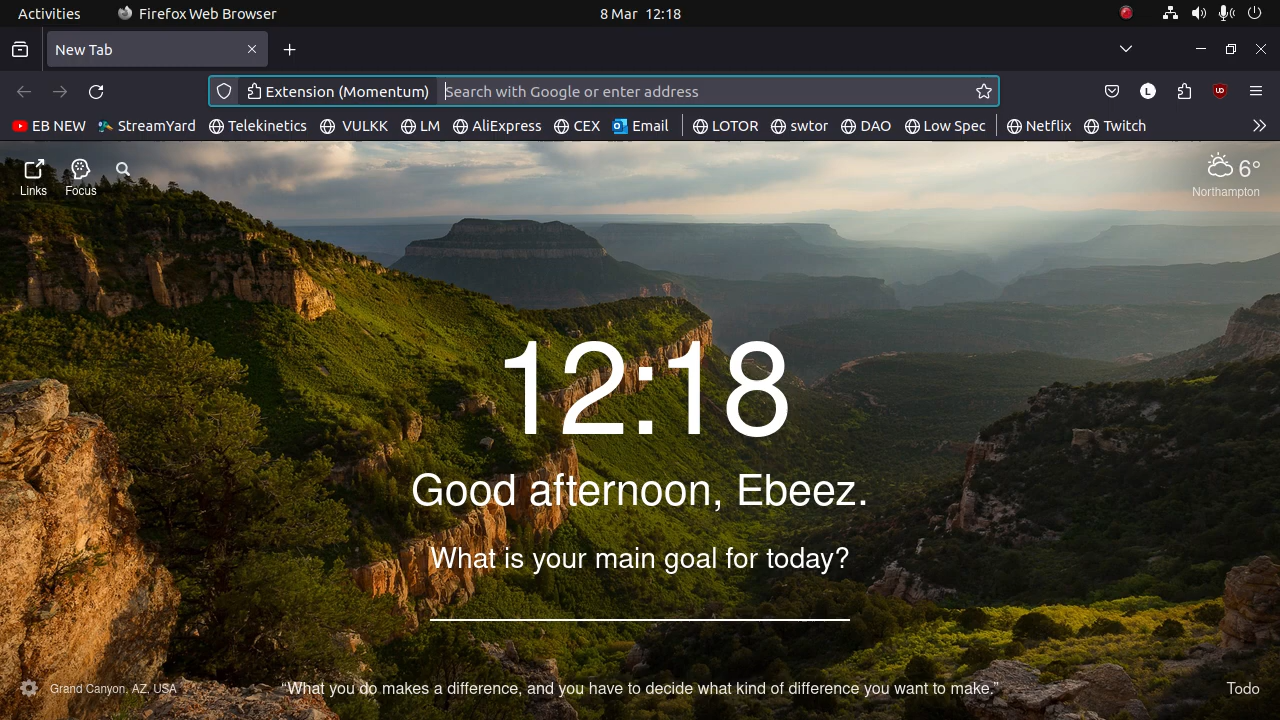 Activities Firefox Web Browser 8 Mar 12:18
New Tab
Extension (Momentum) Search with Google or enter address L UD
EB NEW StreamYard Telekinetics VULKK LM AliExpress CEX Email LOTOR swtor DAO Low Spec Netflix Twitch
Links Focus 6°
Northampton
12:18
Good afternoon, Ebeez.
What is your main goal for today?
Grand Canyon, AZ, USA "What you do makes a difference, and you have to decide what kind of difference you want to make." Todo